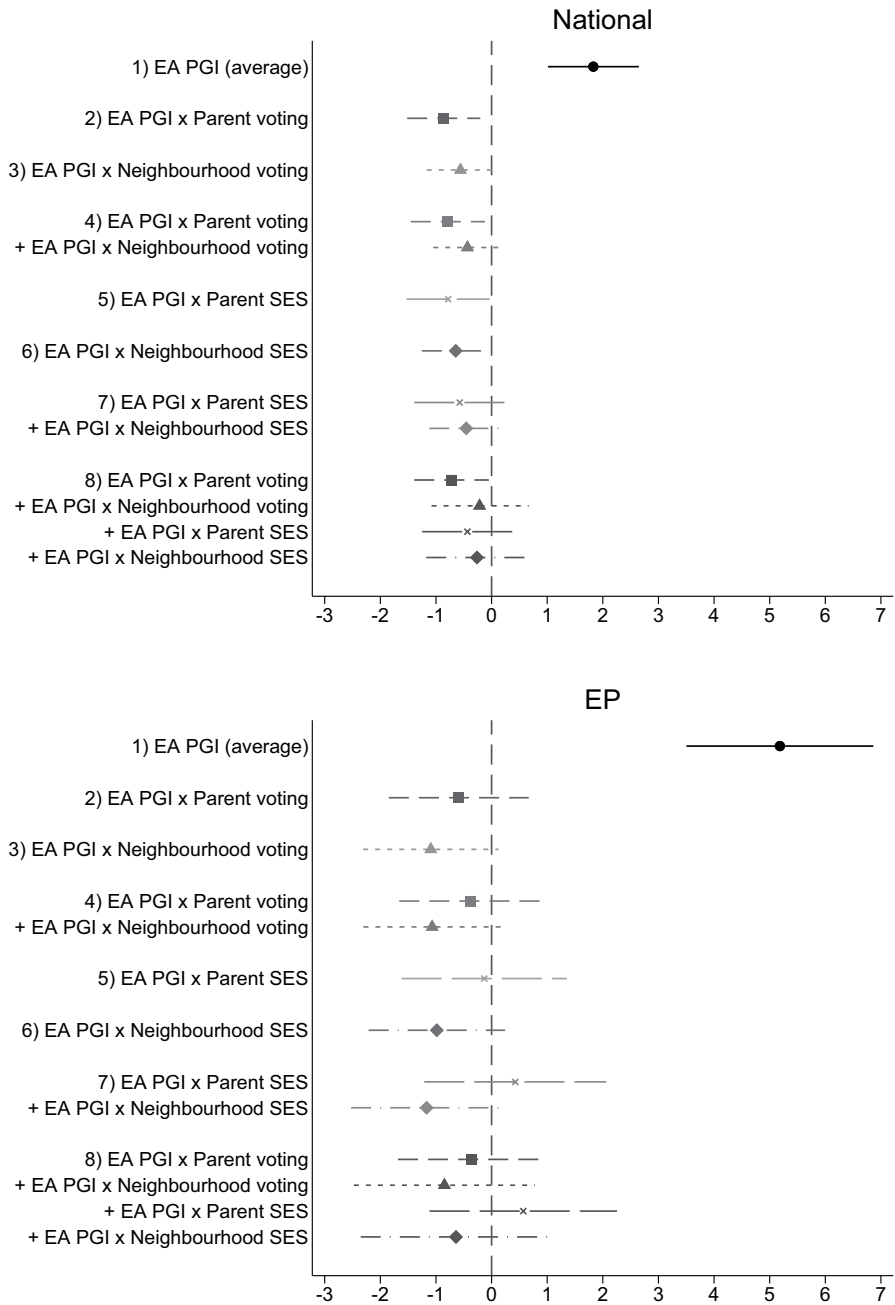 National
1) EA PGI (average)
2) EA PGI x Parent voting
3) EA PGI x Neighbourhood voting
4) EA PGI x Parent voting
+ EA PGI x Neighbourhood voting
5) EA PGI x Parent SES
6) EA PGI x Neighbourhood SES
7) EA PGI x Parent SES
+ EA PGI x Neighbourhood SES
8) EA PGI x Parent voting
+ EA PGI x Neighbourhood voting
+ EA PGI x Parent SES
+ EA PGI x Neighbourhood SES
-3 -2 -1 0 1 2 3 4 5 6 7
EP
1) EA PGI (average)
2) EA PGI x Parent voting
3) EA PGI x Neighbourhood voting
4) EA PGI x Parent voting
+ EA PGI x Neighbourhood voting
5) EA PGI x Parent SES
6) EA PGI x Neighbourhood SES
7) EA PGI x Parent SES
+ EA PGI x Neighbourhood SES
8) EA PGI x Parent voting
+ EA PGI x Neighbourhood voting
+ EA PGI x Parent SES
+ EA PGI x Neighbourhood SES
-3 -2 -1 0 1 2 3 4 5 6 7